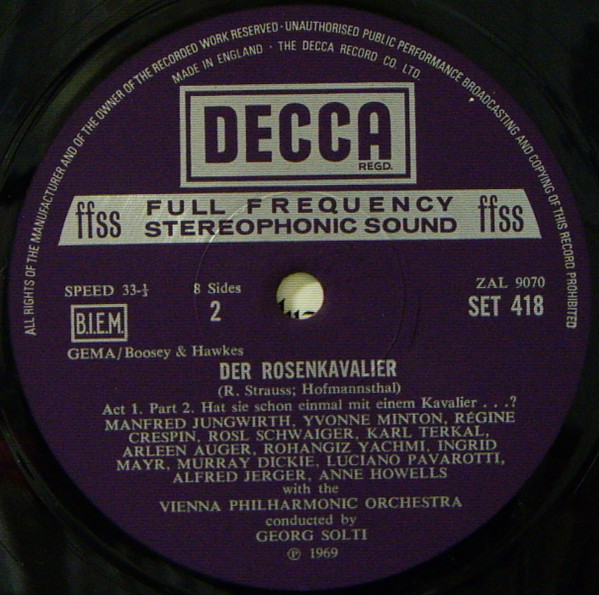 ALL RIGHTS OF THE MANUFACTURER AND OF THE OWNER OF THE RECORDED WORK RESERVED · UNAUTHORISED PUBLIC PERFORMANCE BROADCASTING AND COPYING OF THIS RECORD PROHIBITED
MADE IN ENGLAND · THE DECCA RECORD CO. LTD.
DECCA
REGD.
ffss FULL FREQUENCY ffss
STEREOPHONIC SOUND
SPEED 33-⅓ 8 Sides ZAL 9070
B.I.E.M. 2 SET 418
GEMA/Boosey & Hawkes
DER ROSENKAVALIER
(R. Strauss; Hofmannsthal)
Act 1. Part 2. Hat sie schon einmal mit einem Kavalier . . .?
MANFRED JUNGWIRTH, YVONNE MINTON, RÉGINE
CRESPIN, ROSL SCHWAIGER, KARL TERKAL,
ARLEEN AUGER, ROHANGIZ YACHMI, INGRID
MAYR, MURRAY DICKIE, LUCIANO PAVAROTTI,
ALFRED JERGER, ANNE HOWELLS
with the
VIENNA PHILHARMONIC ORCHESTRA
conducted by
GEORG SOLTI
℗ 1969